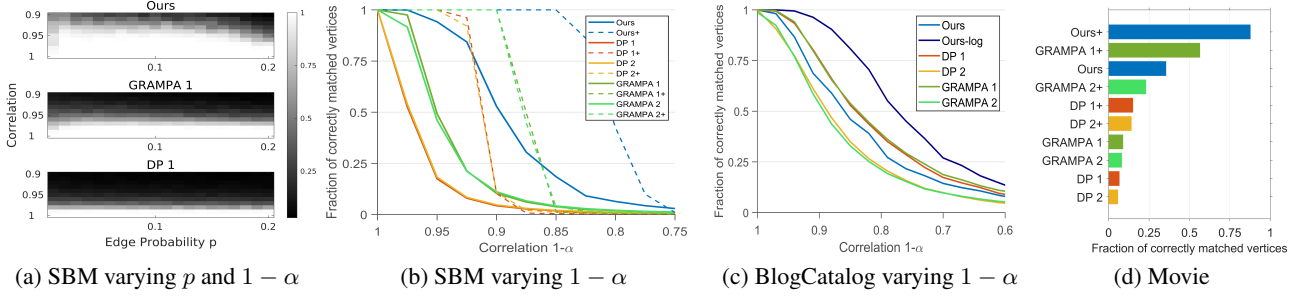 Ours
0.9
0.95
1
0.1
0.2
GRAMPA 1
0.9
0.95
1
0.1
0.2
DP 1
0.9
0.95
1
0.1
0.2
Correlation
Edge Probability p
1
0.75
0.5
0.25
(a) SBM varying p and 1 − α
Fraction of correctly matched vertices
1
0.75
0.5
0.25
0
1
0.95
0.9
0.85
0.8
0.75
Correlation 1-α
Ours
Ours+
DP 1
DP 1+
DP 2
DP 2+
GRAMPA 1
GRAMPA 1+
GRAMPA 2
GRAMPA 2+
(b) SBM varying 1 − α
Fraction of correctly matched vertices
1
0.75
0.5
0.25
0
1
0.9
0.8
0.7
0.6
Correlation 1-α
Ours
Ours-log
DP 1
DP 2
GRAMPA 1
GRAMPA 2
(c) BlogCatalog varying 1 − α
Ours+
GRAMPA 1+
Ours
GRAMPA 2+
DP 1+
DP 2+
GRAMPA 1
GRAMPA 2
DP 1
DP 2
0
0.25
0.5
0.75
1
Fraction of correctly matched vertices
(d) Movie